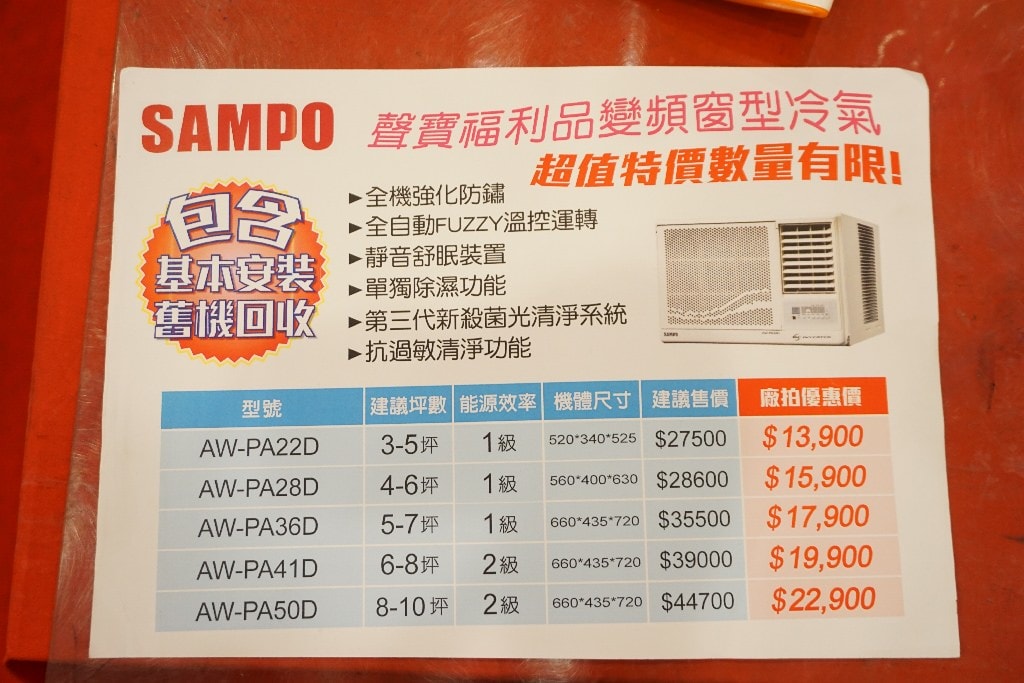 SAMPO
聲寶福利品變頻窗型冷氣
超值特價數量有限!
包含
基本安裝
舊機回收
▶全機強化防鏽
▶全自動FUZZY溫控運轉
▶靜音舒眠裝置
▶單獨除濕功能
▶第三代新殺菌光清淨系統
▶抗過敏清淨功能
SAMPO
型號 建議坪數 能源效率 機體尺寸 建議售價 廠拍優惠價
AW-PA22D 3-5坪 1級 520*340*525 $27500 $13,900
AW-PA28D 4-6坪 1級 560*400*630 $28600 $15,900
AW-PA36D 5-7坪 1級 660*435*720 $35500 $17,900
AW-PA41D 6-8坪 2級 660*435*720 $39000 $19,900
AW-PA50D 8-10坪 2級 660*435*720 $44700 $22,900